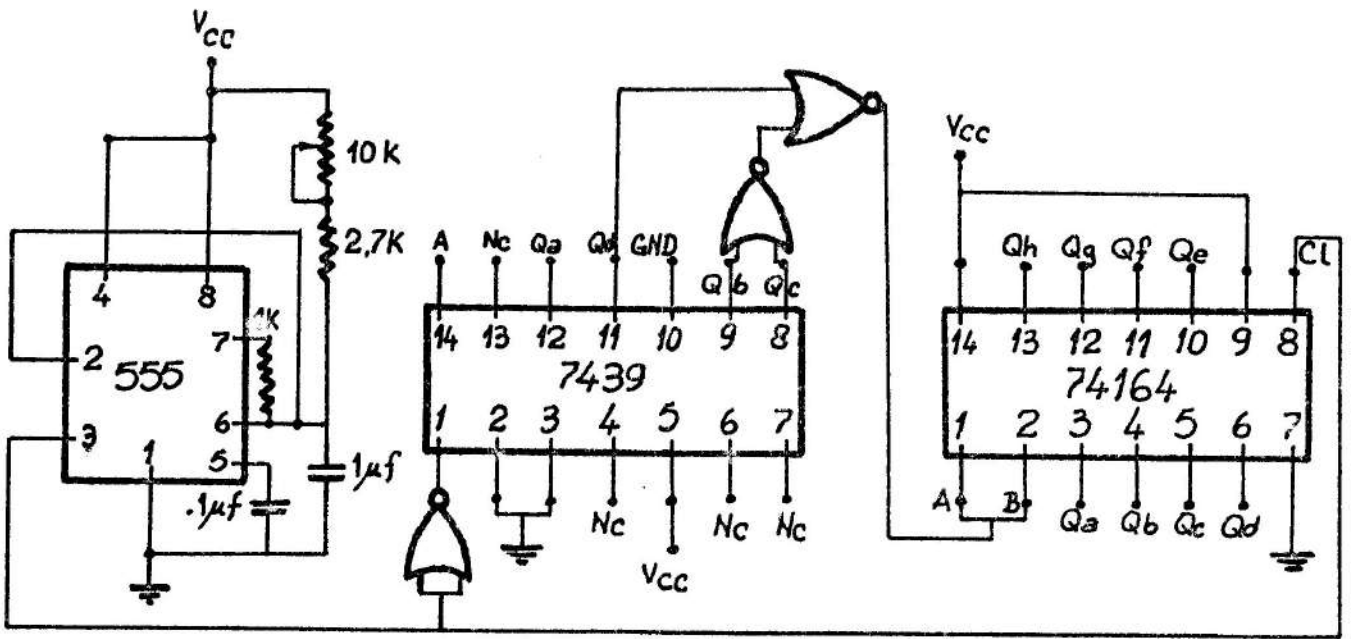 Vcc
10K
2,7K
4 8
7 1K
2 555
6
3
1 5
.1µf
1µf
A Nc Qa Qd GND Qb Qc
14 13 12 11 10 9 8
7439
1 2 3 4 5 6 7
Nc Vcc Nc Nc
Vcc
Qh Qg Qf Qe Cl
14 13 12 11 10 9 8
74164
1 2 3 4 5 6 7
A B Qa Qb Qc Qd